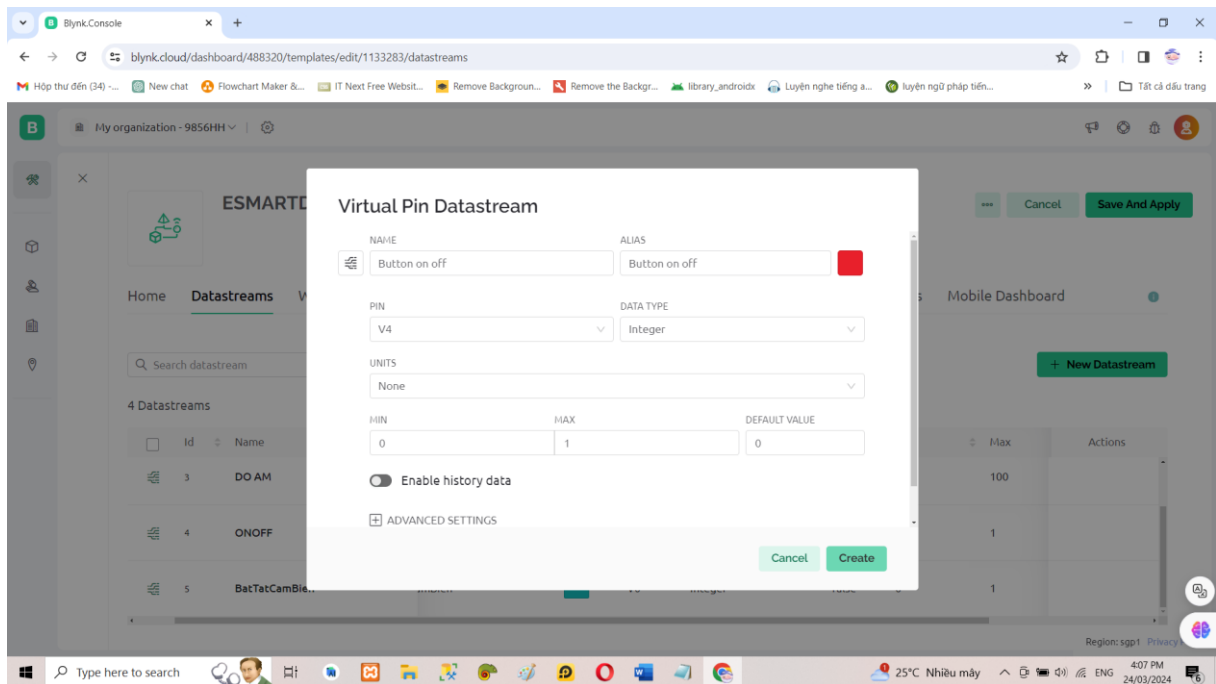 Blynk.Console
blynk.cloud/dashboard/488320/templates/edit/1133283/datastreams
Hộp thư đến (34) -... New chat Flowchart Maker &... IT Next Free Websit... Remove Backgroun... Remove the Backgr... library_androidx Luyện nghe tiếng a... luyện ngữ pháp tiến... » Tất cả dấu trang
B My organization - 9856HH
ESMARTD
Cancel Save And Apply
Virtual Pin Datastream
NAME ALIAS
Button on off Button on off
Home Datastreams W s Mobile Dashboard
PIN DATA TYPE
V4 Integer
Search datastream + New Datastream
UNITS
None
4 Datastreams
MIN MAX DEFAULT VALUE
0 1 0
Id Name Max Actions
3 DO AM 100
Enable history data
ADVANCED SETTINGS
4 ONOFF 1
Cancel Create
5 BatTatCamBien Integer false 1
Region: sgp1 Privacy
Type here to search 25°C Nhiều mây ENG 4:07 PM
24/03/2024 6